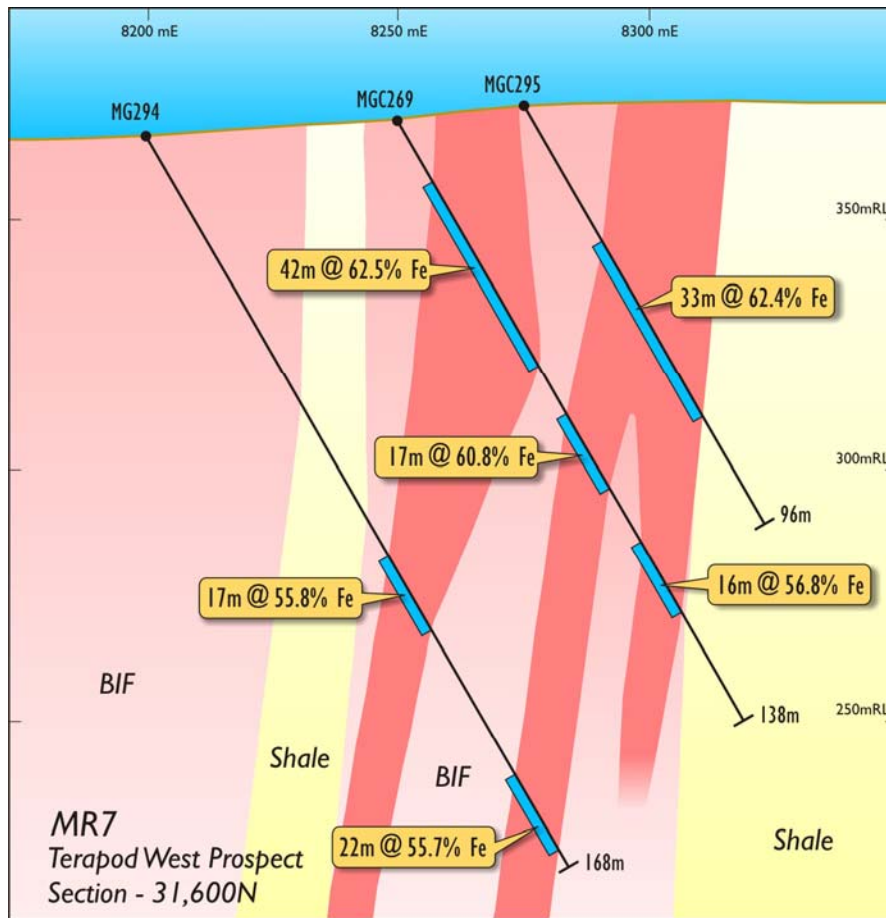 8200 mE
8250 mE
8300 mE
MGC295
MGC269
MG294
350mRL
42m @ 62.5% Fe
33m @ 62.4% Fe
17m @ 60.8% Fe
300mRL
96m
17m @ 55.8% Fe
16m @ 56.8% Fe
BIF
250mRL
138m
Shale
BIF
MR7
Terapod West Prospect
Section - 31,600N
22m @ 55.7% Fe
168m
Shale